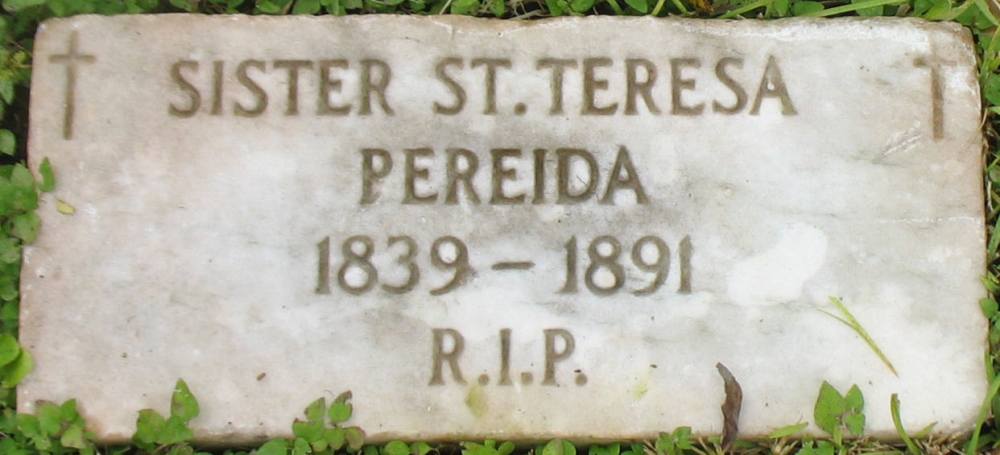 SISTER ST. TERESA
PEREIDA
1839 – 1891
R.I.P.